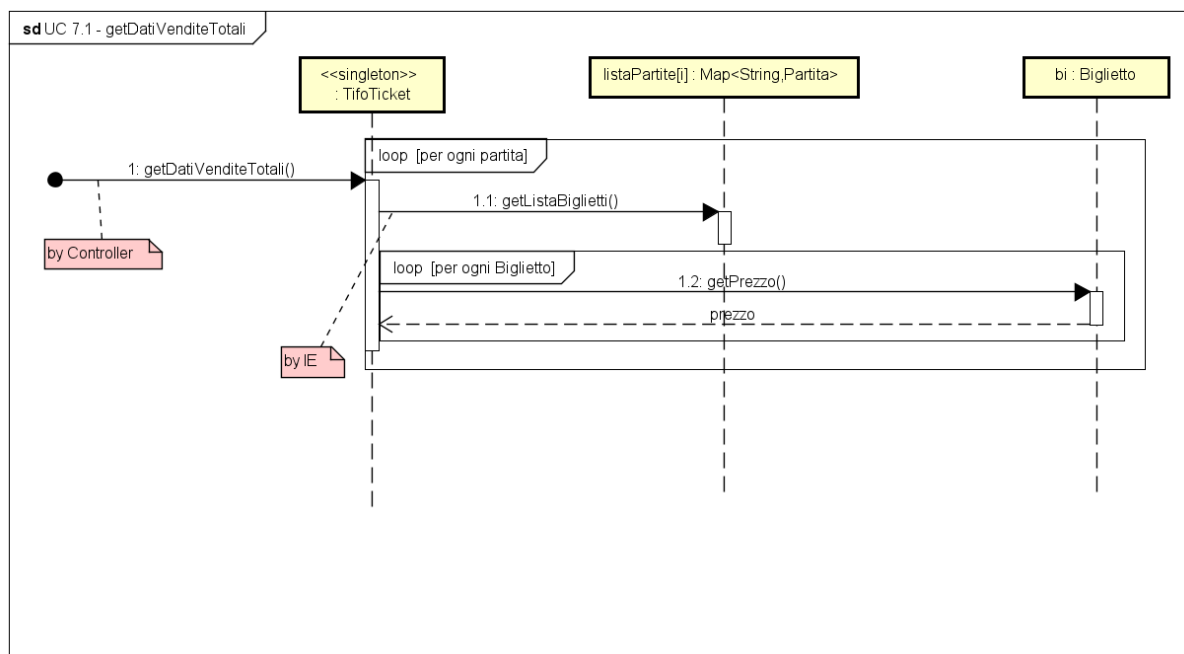 sd UC 7.1 - getDatiVenditeTotali
<<singleton>>
: TifoTicket
listaPartite[i] : Map<String,Partita>
bi : Biglietto
loop [per ogni partita]
1: getDatiVenditeTotali()
1.1: getListaBiglietti()
by Controller
loop [per ogni Biglietto]
1.2: getPrezzo()
prezzo
by IE